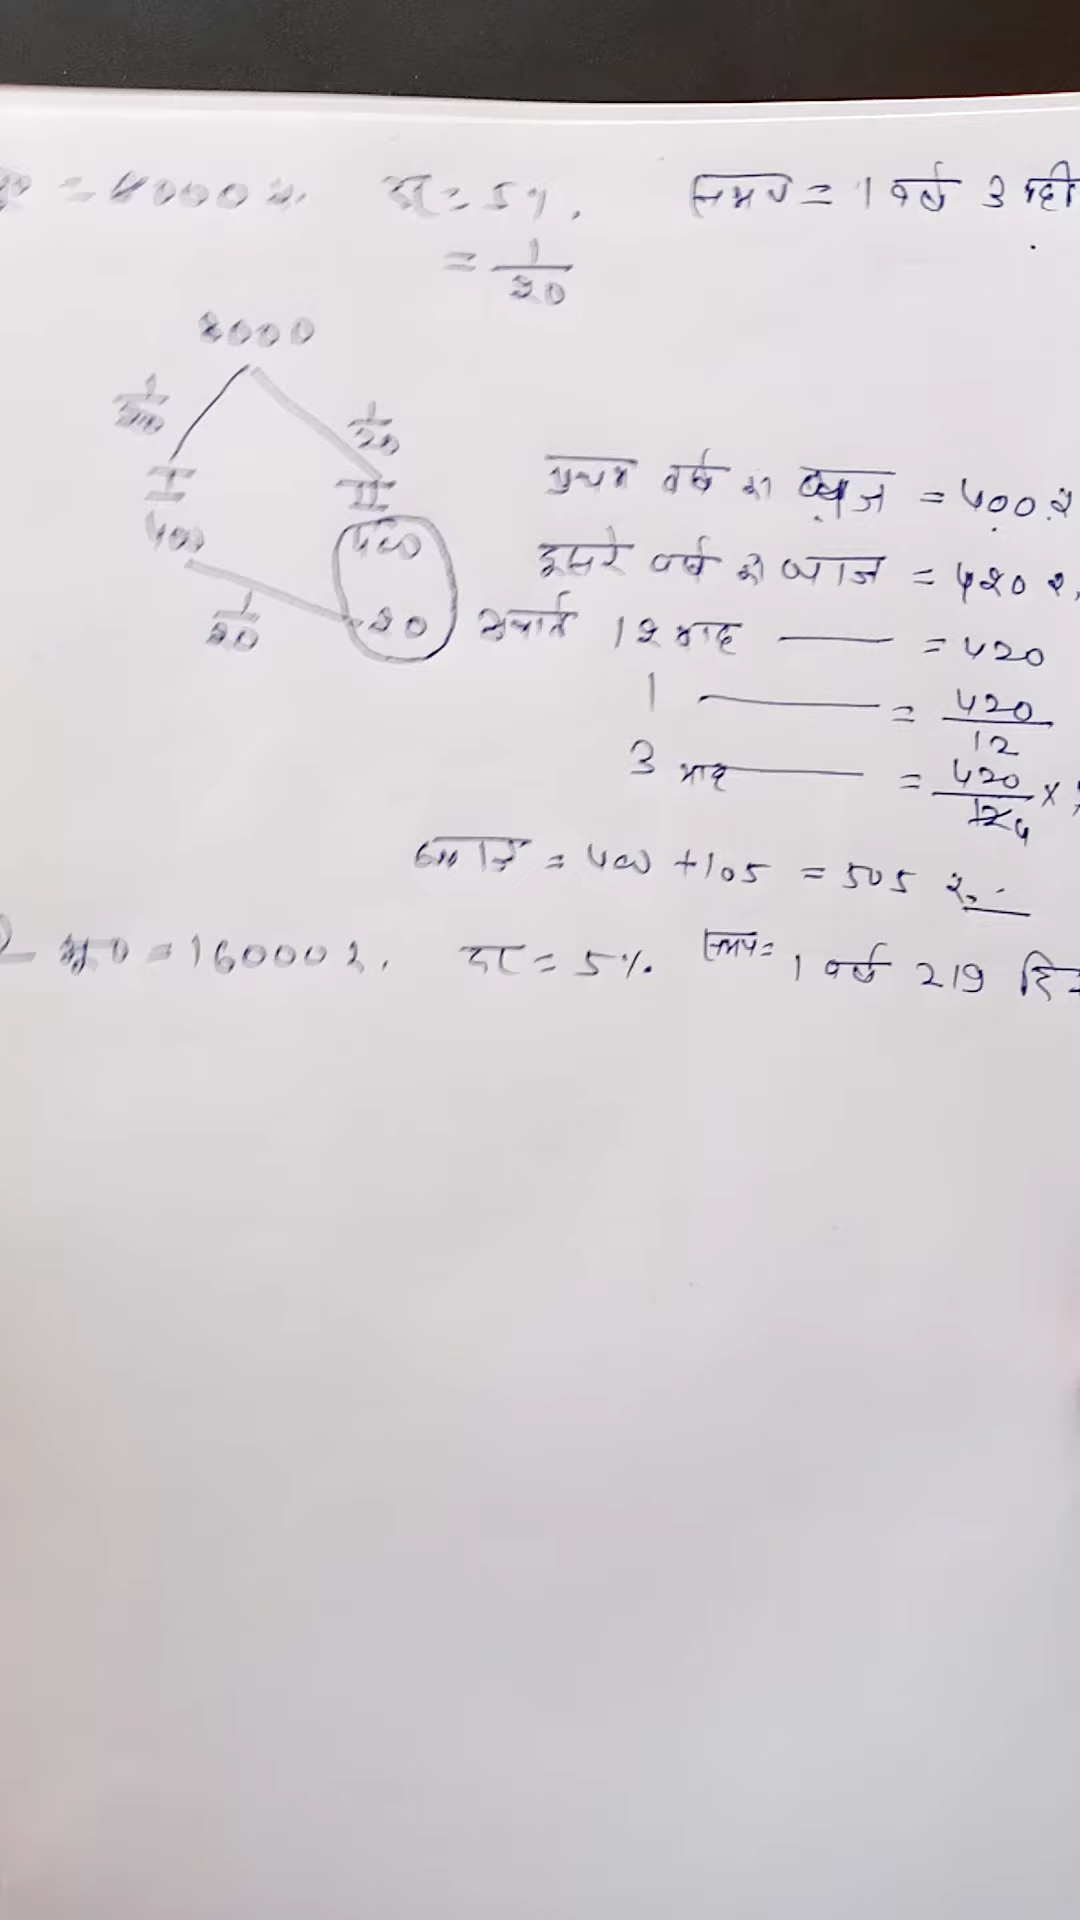 = 8000 रु. दर = 5%. समय = 1 वर्ष 3
= 1/20
8000
1/20 1/20
I II
400 400
1/20 20
प्रथम वर्ष का ब्याज = 400 रु
दूसरे वर्ष का ब्याज = 420 रु.
अर्थात 12 माह —— = 420
1 —— = 420/12
3 माह —— = 420/12 4 ×
ब्याज = 400 + 105 = 505 रु.
मू0 = 16000 रु. दर = 5%. समय = 1 वर्ष 219